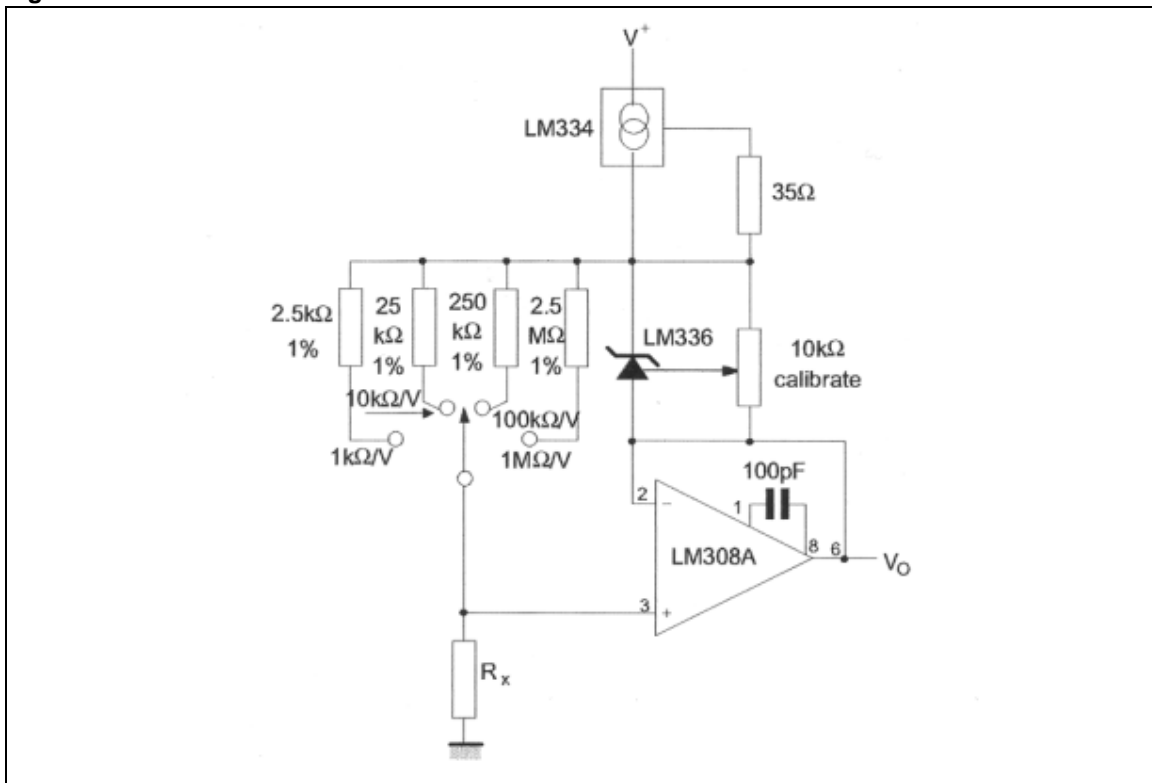 V+
LM334
35Ω
2.5kΩ
1%
25
kΩ
1%
250
kΩ
1%
2.5
MΩ
1%
LM336
10kΩ
calibrate
10kΩ/V
100kΩ/V
1kΩ/V
1MΩ/V
100pF
2
–
1
LM308A
8
6
VO
3
+
Rx